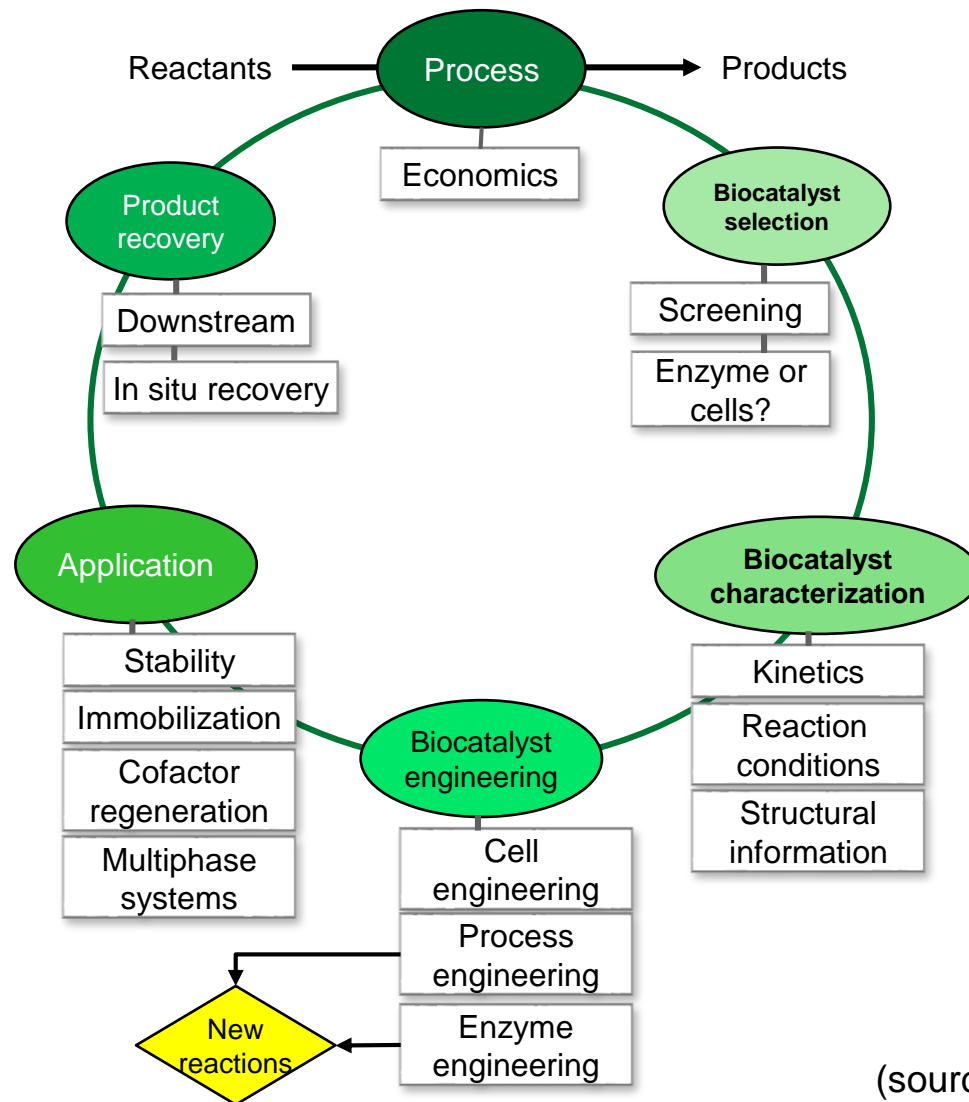 Reactants
Process
Products
Economics
Product
recovery
Downstream
In situ recovery
Biocatalyst
selection
Screening
Enzyme or
cells?
Application
Stability
Immobilization
Cofactor
regeneration
Multiphase
systems
Biocatalyst
engineering
Cell
engineering
Process
engineering
Enzyme
engineering
New
reactions
Biocatalyst
characterization
Kinetics
Reaction
conditions
Structural
information
(sourc